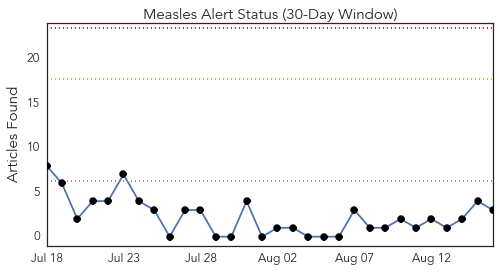 Measles Alert Status (30-Day Window)
Articles Found
20
15
10
5
0
Jul 18 Jul 23 Jul 28 Aug 02 Aug 07 Aug 12